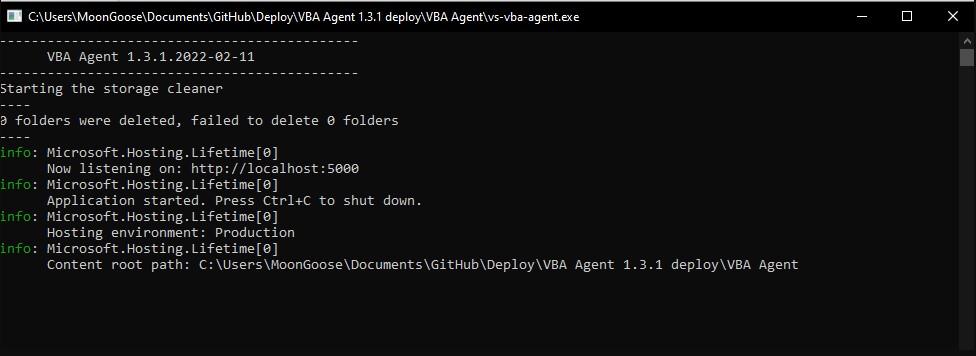 C:\Users\MoonGoose\Documents\GitHub\Deploy\VBA Agent 1.3.1 deploy\VBA Agent\vs-vba-agent.exe
---------------------------------------------
VBA Agent 1.3.1.2022-02-11
---------------------------------------------
Starting the storage cleaner
----
0 folders were deleted, failed to delete 0 folders
----
info: Microsoft.Hosting.Lifetime[0]
Now listening on: http://localhost:5000
info: Microsoft.Hosting.Lifetime[0]
Application started. Press Ctrl+C to shut down.
info: Microsoft.Hosting.Lifetime[0]
Hosting environment: Production
info: Microsoft.Hosting.Lifetime[0]
Content root path: C:\Users\MoonGoose\Documents\GitHub\Deploy\VBA Agent 1.3.1 deploy\VBA Agent